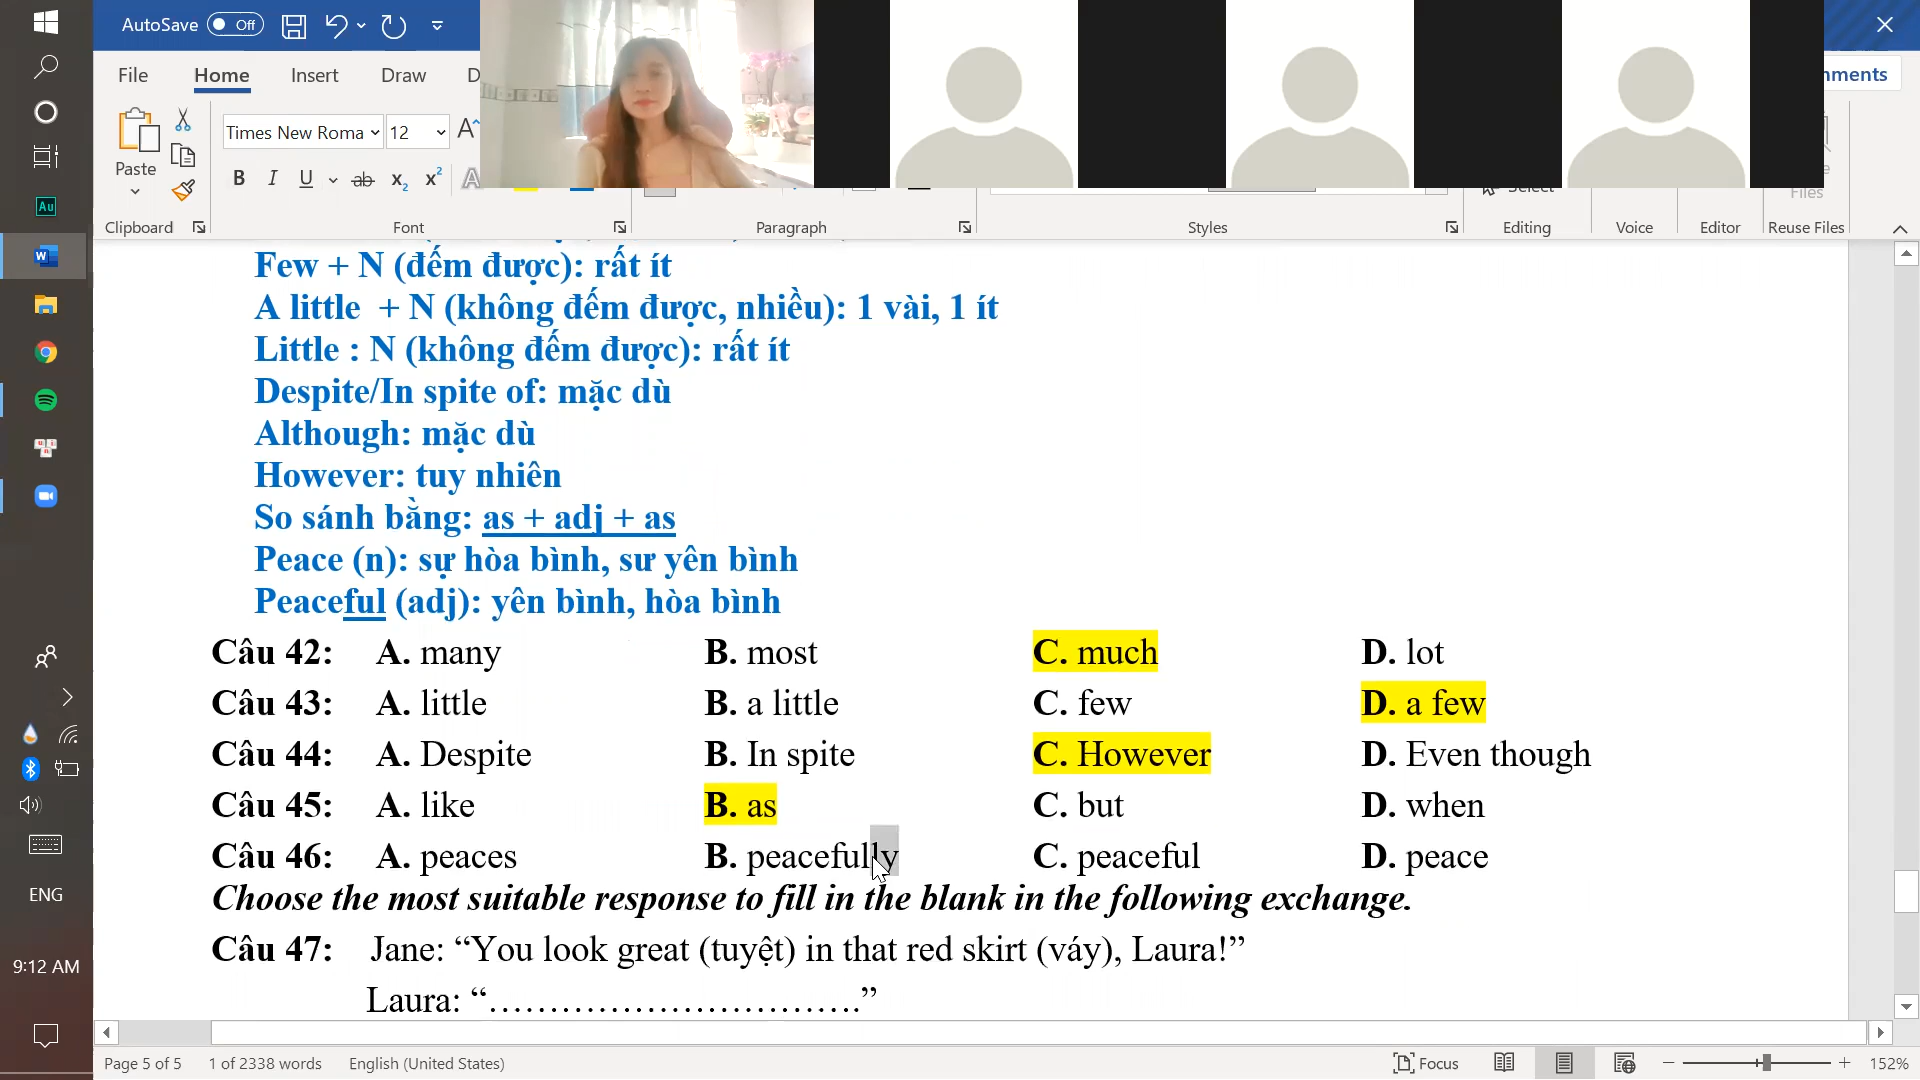 AutoSave Off
File Home Insert Draw D
mments
Times New Roma 12 A
Paste
B I U ab x₂ x² A
Select
Files
Clipboard Font Paragraph Styles Editing Voice Editor Reuse Files
Few + N (đếm được): rất ít
A little + N (không đếm được, nhiều): 1 vài, 1 ít
Little : N (không đếm được): rất ít
Despite/In spite of: mặc dù
Although: mặc dù
However: tuy nhiên
So sánh bằng: as + adj + as
Peace (n): sự hòa bình, sư yên bình
Peaceful (adj): yên bình, hòa bình
Câu 42: A. many B. most C. much D. lot
Câu 43: A. little B. a little C. few D. a few
Câu 44: A. Despite B. In spite C. However D. Even though
Câu 45: A. like B. as C. but D. when
Câu 46: A. peaces B. peacefully C. peaceful D. peace
Choose the most suitable response to fill in the blank in the following exchange.
Câu 47: Jane: “You look great (tuyệt) in that red skirt (váy), Laura!”
Laura: “…………………………….”
Page 5 of 5 1 of 2338 words English (United States) Focus 152%
Au
W
ENG
9:12 AM